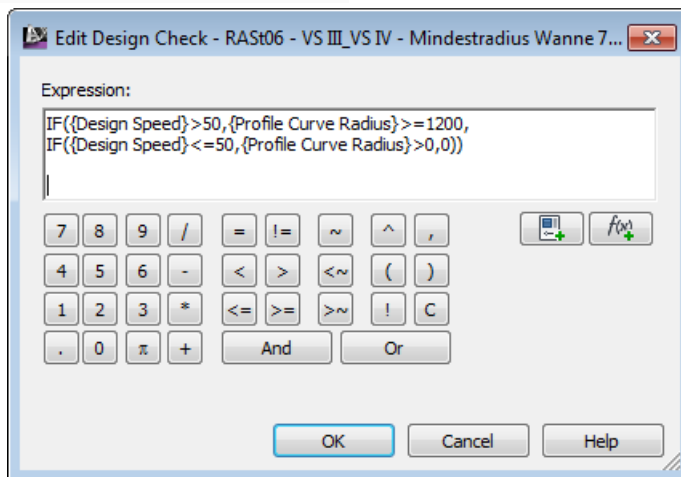 Edit Design Check - RASt06 - VS III_VS IV - Mindestradius Wanne 7...
Expression:
IF({Design Speed}>50,{Profile Curve Radius}>=1200,
IF({Design Speed}<=50,{Profile Curve Radius}>0,0))
7 8 9 / = != ~ ^ , f(x)
4 5 6 - < > <~ ( )
1 2 3 * <= >= >~ ! C
. 0 π + And Or
OK Cancel Help